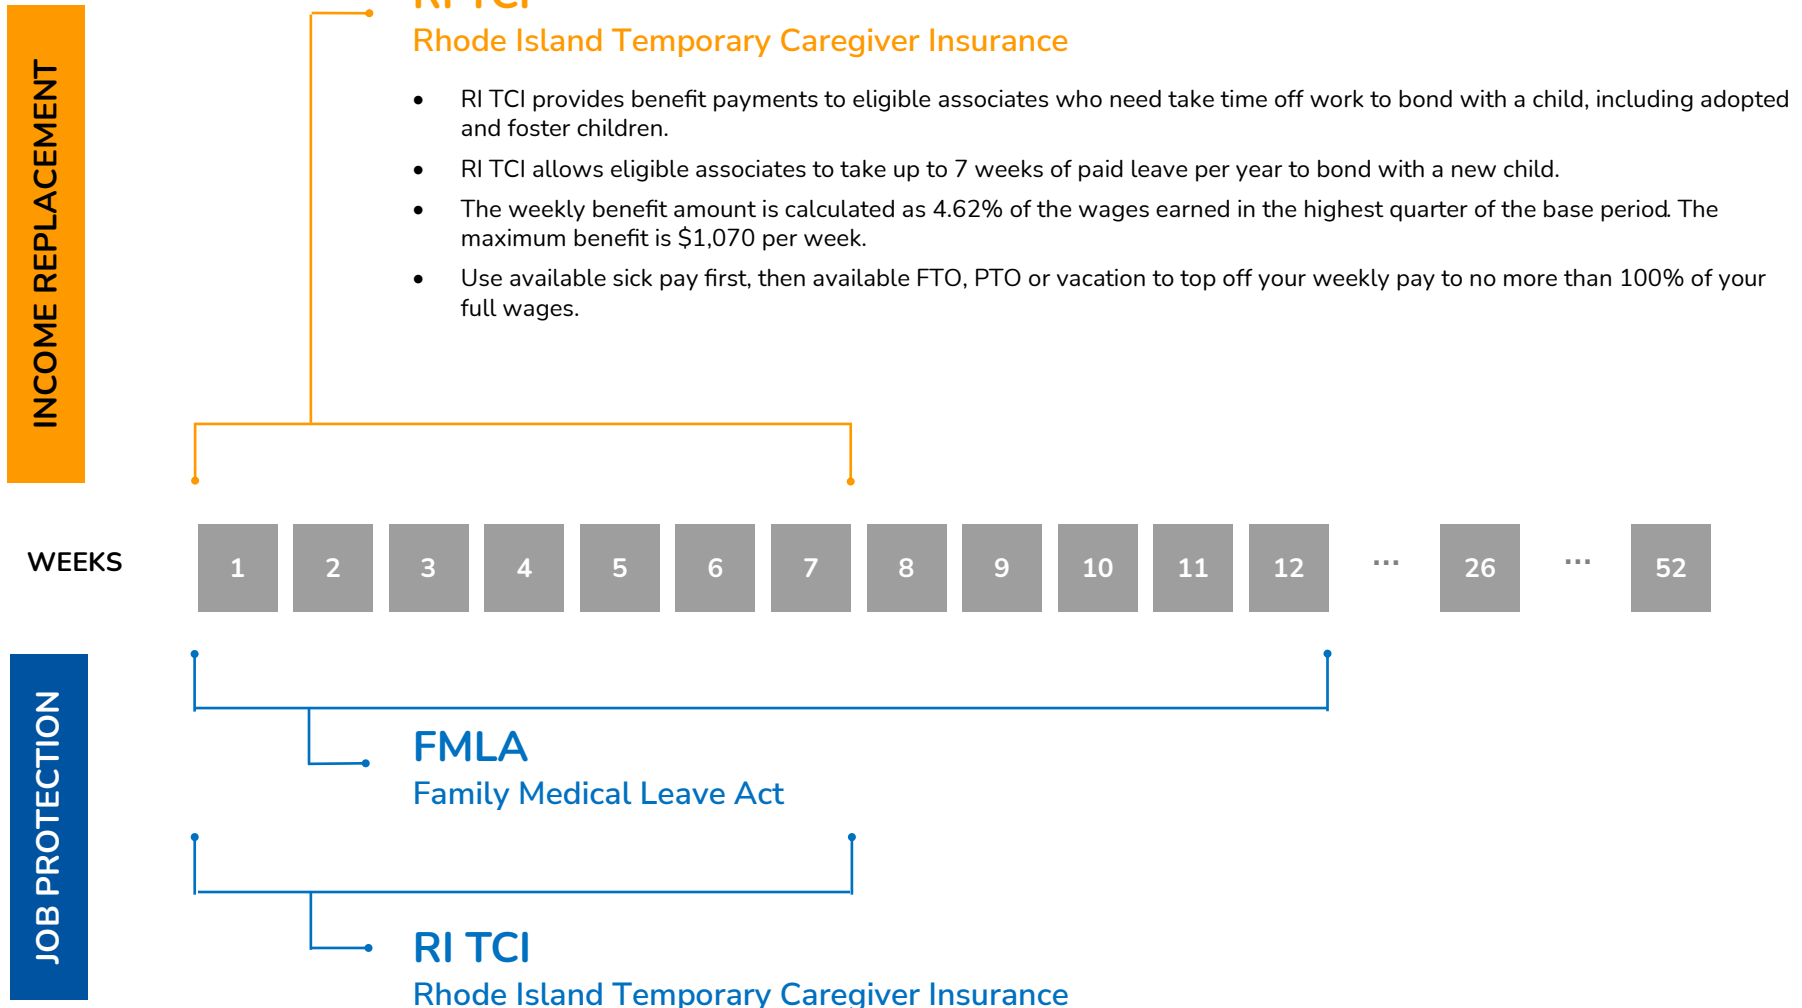 RI TCI
Rhode Island Temporary Caregiver Insurance
INCOME REPLACEMENT
• RI TCI provides benefit payments to eligible associates who need take time off work to bond with a child, including adopted
and foster children.
• RI TCI allows eligible associates to take up to 7 weeks of paid leave per year to bond with a new child.
• The weekly benefit amount is calculated as 4.62% of the wages earned in the highest quarter of the base period. The
maximum benefit is $1,070 per week.
• Use available sick pay first, then available FTO, PTO or vacation to top off your weekly pay to no more than 100% of your
full wages.
WEEKS 1 2 3 4 5 6 7 8 9 10 11 12 ... 26 ... 52
JOB PROTECTION
FMLA
Family Medical Leave Act
RI TCI
Rhode Island Temporary Caregiver Insurance